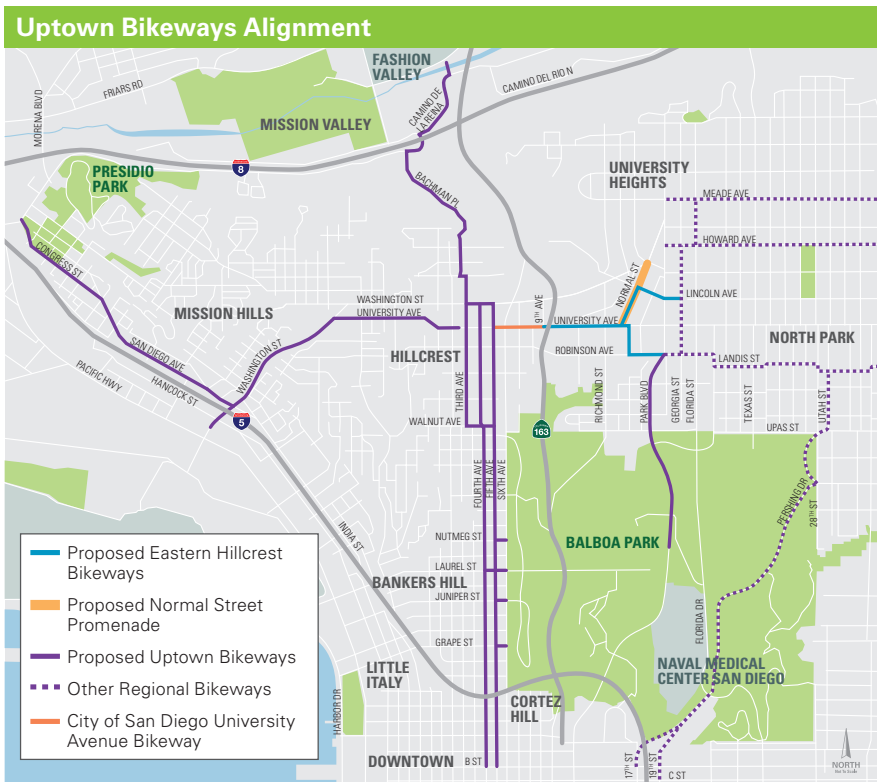 Uptown Bikeways Alignment
FASHION
VALLEY
MORENA BLVD
FRIARS RD
CAMINO DEL RIO N
CAMINO DE
LA REINA
MISSION VALLEY
8
PRESIDIO
PARK
UNIVERSITY
HEIGHTS
BACHMAN PL
MEADE AVE
HOWARD AVE
CONGRESS ST
NORMAL ST
LINCOLN AVE
WASHINGTON ST
UNIVERSITY AVE
9TH AVE
UNIVERSITY AVE
MISSION HILLS
NORTH PARK
HILLCREST
ROBINSON AVE
LANDIS ST
SAN DIEGO AVE
WASHINGTON ST
PACIFIC HWY
HANCOCK ST
THIRD AVE
RICHMOND ST
PARK BLVD
GEORGIA ST
FLORIDA ST
TEXAS ST
UTAH ST
5
WALNUT AVE
163
UPAS ST
FOURTH AVE
FIFTH AVE
SIXTH AVE
PERSHING DR
28TH ST
INDIA ST
NUTMEG ST
BALBOA PARK
LAUREL ST
BANKERS HILL
JUNIPER ST
FLORIDA DR
GRAPE ST
LITTLE
ITALY
NAVAL MEDICAL
CENTER SAN DIEGO
HARBOR DR
CORTEZ
HILL
DOWNTOWN
B ST
17TH ST
19TH ST
C ST
NORTH
Not To Scale
Proposed Eastern Hillcrest
Bikeways
Proposed Normal Street
Promenade
Proposed Uptown Bikeways
Other Regional Bikeways
City of San Diego University
Avenue Bikeway